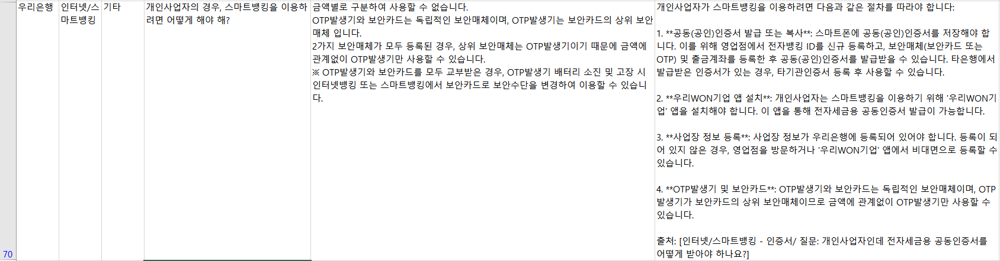 우리은행
인터넷/스
마트뱅킹
기타
개인사업자의 경우, 스마트뱅킹을 이용하
려면 어떻게 해야 해?
금액별로 구분하여 사용할 수 없습니다.
OTP발생기와 보안카드는 독립적인 보안매체이며, OTP발생기는 보안카드의 상위 보안
매체 입니다.
2가지 보안매체가 모두 등록된 경우, 상위 보안매체는 OTP발생기이기 때문에 금액에
관계없이 OTP발생기만 사용할 수 있습니다.
※ OTP발생기와 보안카드를 모두 교부받은 경우, OTP발생기 배터리 소진 및 고장 시
인터넷뱅킹 또는 스마트뱅킹에서 보안카드로 보안수단을 변경하여 이용할 수 있습니
다.
개인사업자가 스마트뱅킹을 이용하려면 다음과 같은 절차를 따라야 합니다:
1. **공동(공인)인증서 발급 또는 복사**: 스마트폰에 공동(공인)인증서를 저장해야 합
니다. 이를 위해 영업점에서 전자뱅킹 ID를 신규 등록하고, 보안매체(보안카드 또는
OTP) 및 출금계좌를 등록한 후 공동(공인)인증서를 발급받을 수 있습니다. 타은행에서
발급받은 인증서가 있는 경우, 타기관인증서 등록 후 사용할 수 있습니다.
2. **우리WON기업 앱 설치**: 개인사업자는 스마트뱅킹을 이용하기 위해 '우리WON기
업' 앱을 설치해야 합니다. 이 앱을 통해 전자세금용 공동인증서 발급이 가능합니다.
3. **사업장 정보 등록**: 사업장 정보가 우리은행에 등록되어 있어야 합니다. 등록이 되
어 있지 않은 경우, 영업점을 방문하거나 '우리WON기업' 앱에서 비대면으로 등록할 수
있습니다.
4. **OTP발생기 및 보안카드**: OTP발생기와 보안카드는 독립적인 보안매체이며, OTP
발생기가 보안카드의 상위 보안매체이므로 금액에 관계없이 OTP발생기만 사용할 수
있습니다.
출처: [인터넷/스마트뱅킹 - 인증서/ 질문: 개인사업자인데 전자세금용 공동인증서를
어떻게 받아야 하나요?]
70